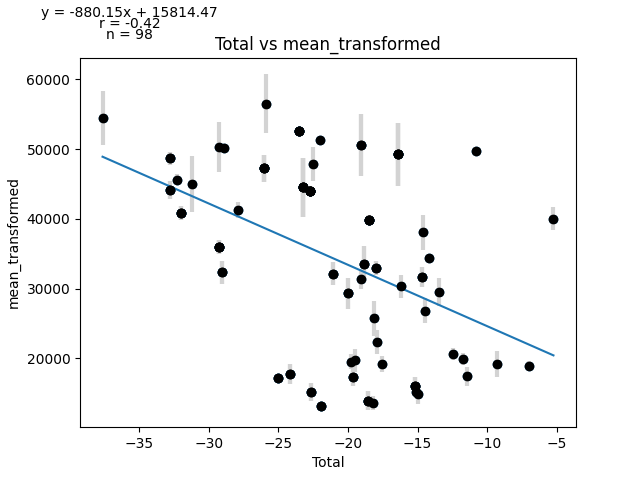 y = -880.15x + 15814.47
r = -0.42
n = 98
Total vs mean_transformed
60000
50000
40000
30000
20000
mean_transformed
−35 −30 −25 −20 −15 −10 −5
Total